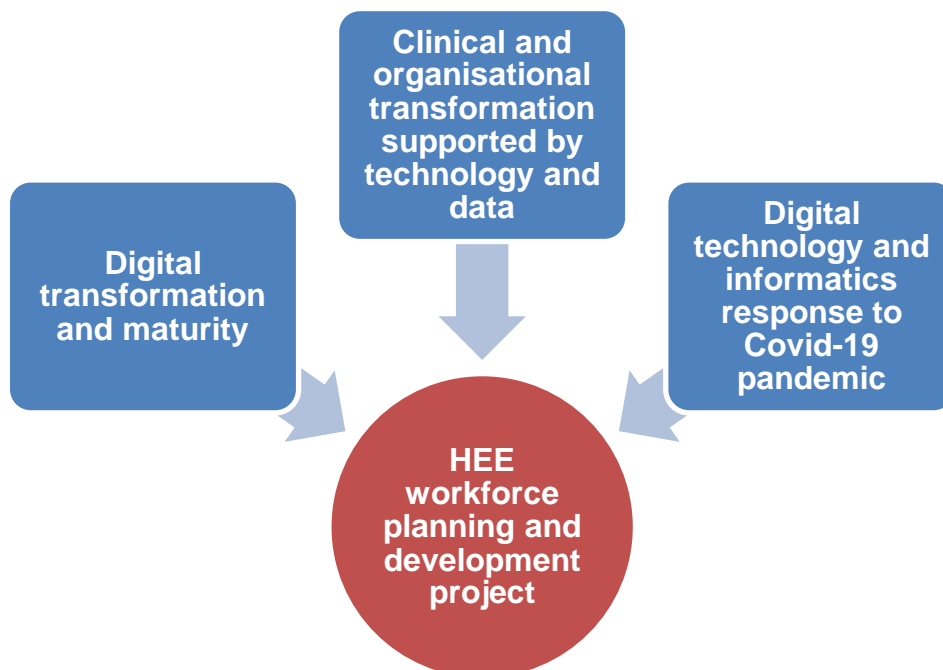 Clinical and
organisational
transformation
supported by
technology and
data
Digital
transformation
and maturity
Digital
technology and
informatics
response to
Covid-19
pandemic
HEE
workforce
planning and
development
project